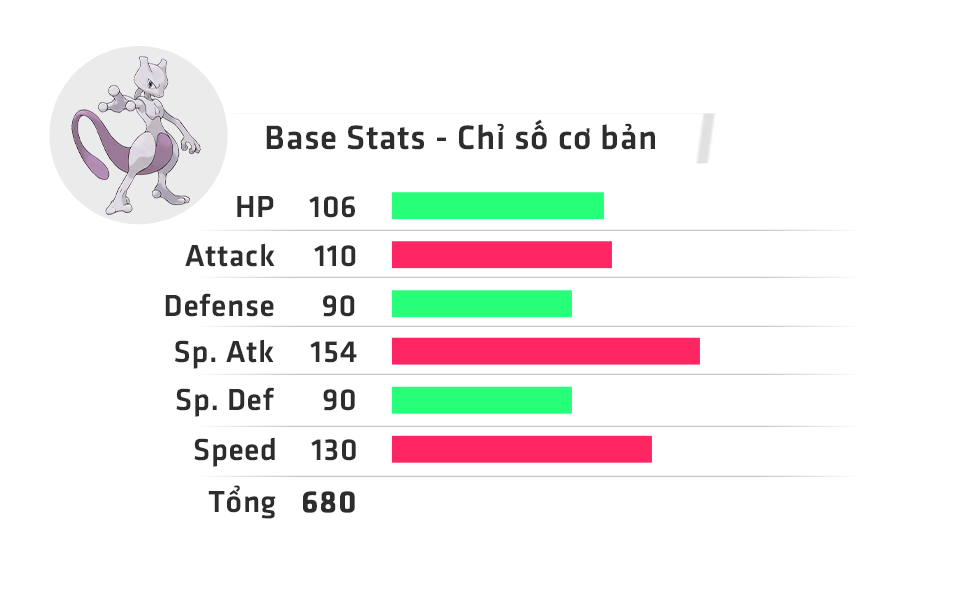 Base Stats - Chỉ số cơ bản
HP 106
Attack 110
Defense 90
Sp. Atk 154
Sp. Def 90
Speed 130
Tổng 680